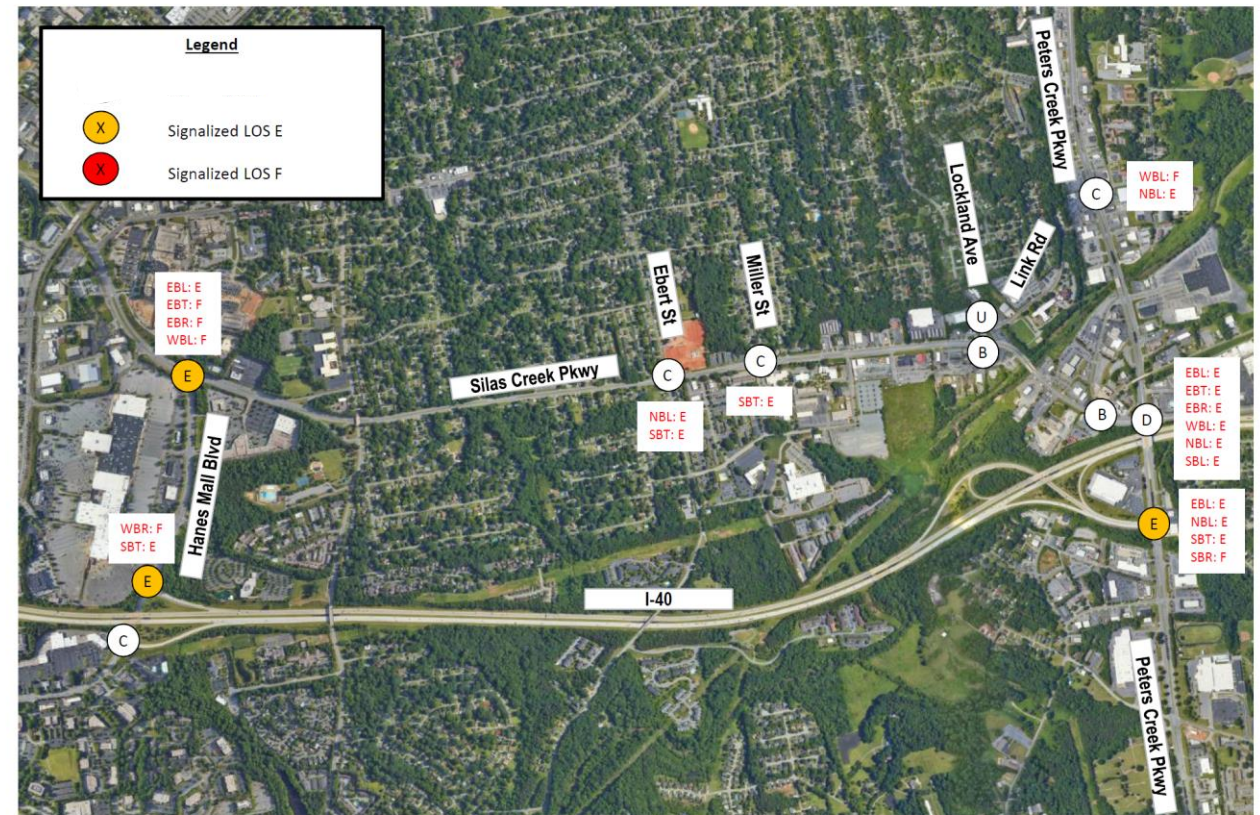 Legend
X Signalized LOS E
X Signalized LOS F
Peters Creek Pkwy
Lockland Ave
Link Rd
C
WBL: F
NBL: E
EBL: E
EBT: F
EBR: F
WBL: F
E
Hanes Mall Blvd
Silas Creek Pkwy
Ebert St
C
NBL: E
SBT: E
Miller St
C
SBT: E
U
B
B
D
EBL: E
EBT: E
EBR: E
WBL: E
NBL: E
SBL: E
EBL: E
NBL: E
SBT: E
SBR: F
E
WBR: F
SBT: E
E
I-40
C
Peters Creek Pkwy